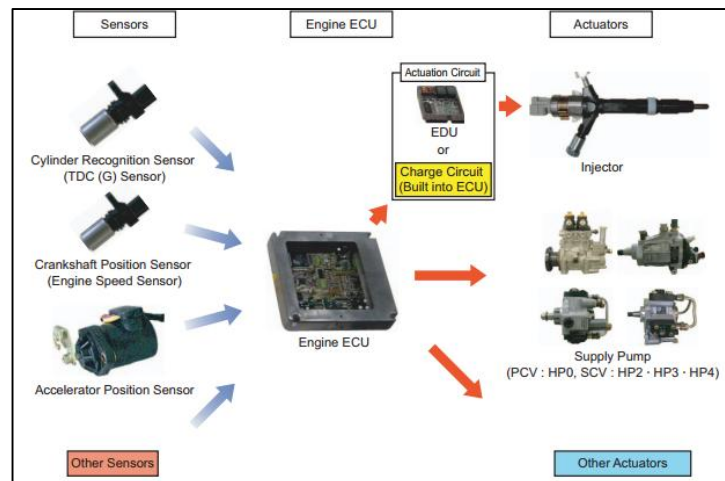 Sensors
Engine ECU
Actuators
Actuation Circuit
EDU
or
Charge Circuit
(Built into ECU)
Injector
Cylinder Recognition Sensor
(TDC (G) Sensor)
Crankshaft Position Sensor
(Engine Speed Sensor)
Engine ECU
Supply Pump
(PCV : HP0, SCV : HP2 · HP3 · HP4)
Accelerator Position Sensor
Other Sensors
Other Actuators